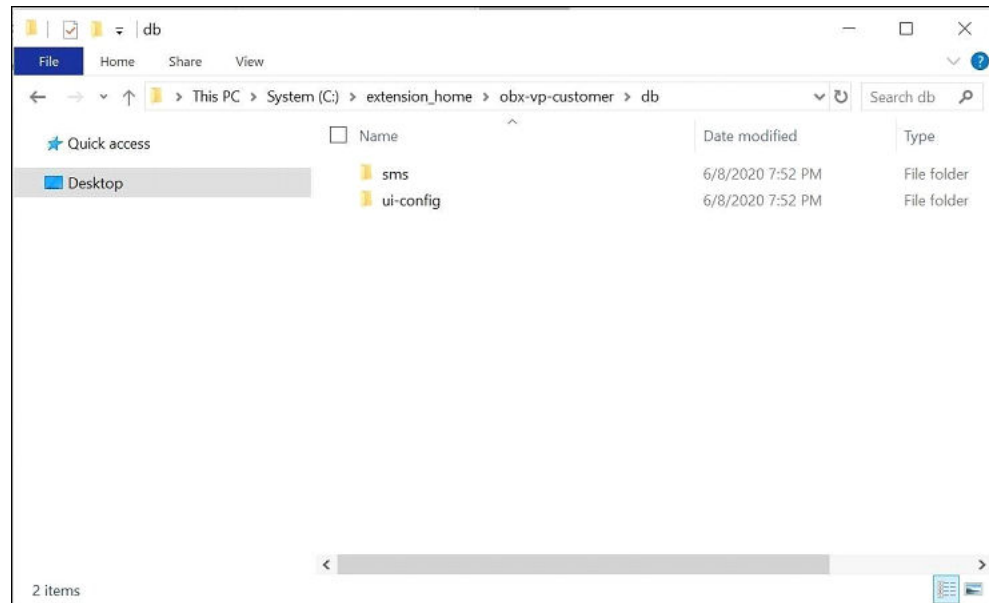 db
File Home Share View
This PC > System (C:) > extension_home > obx-vp-customer > db Search db
Quick access
Desktop
Name Date modified Type
sms 6/8/2020 7:52 PM File folder
ui-config 6/8/2020 7:52 PM File folder
2 items